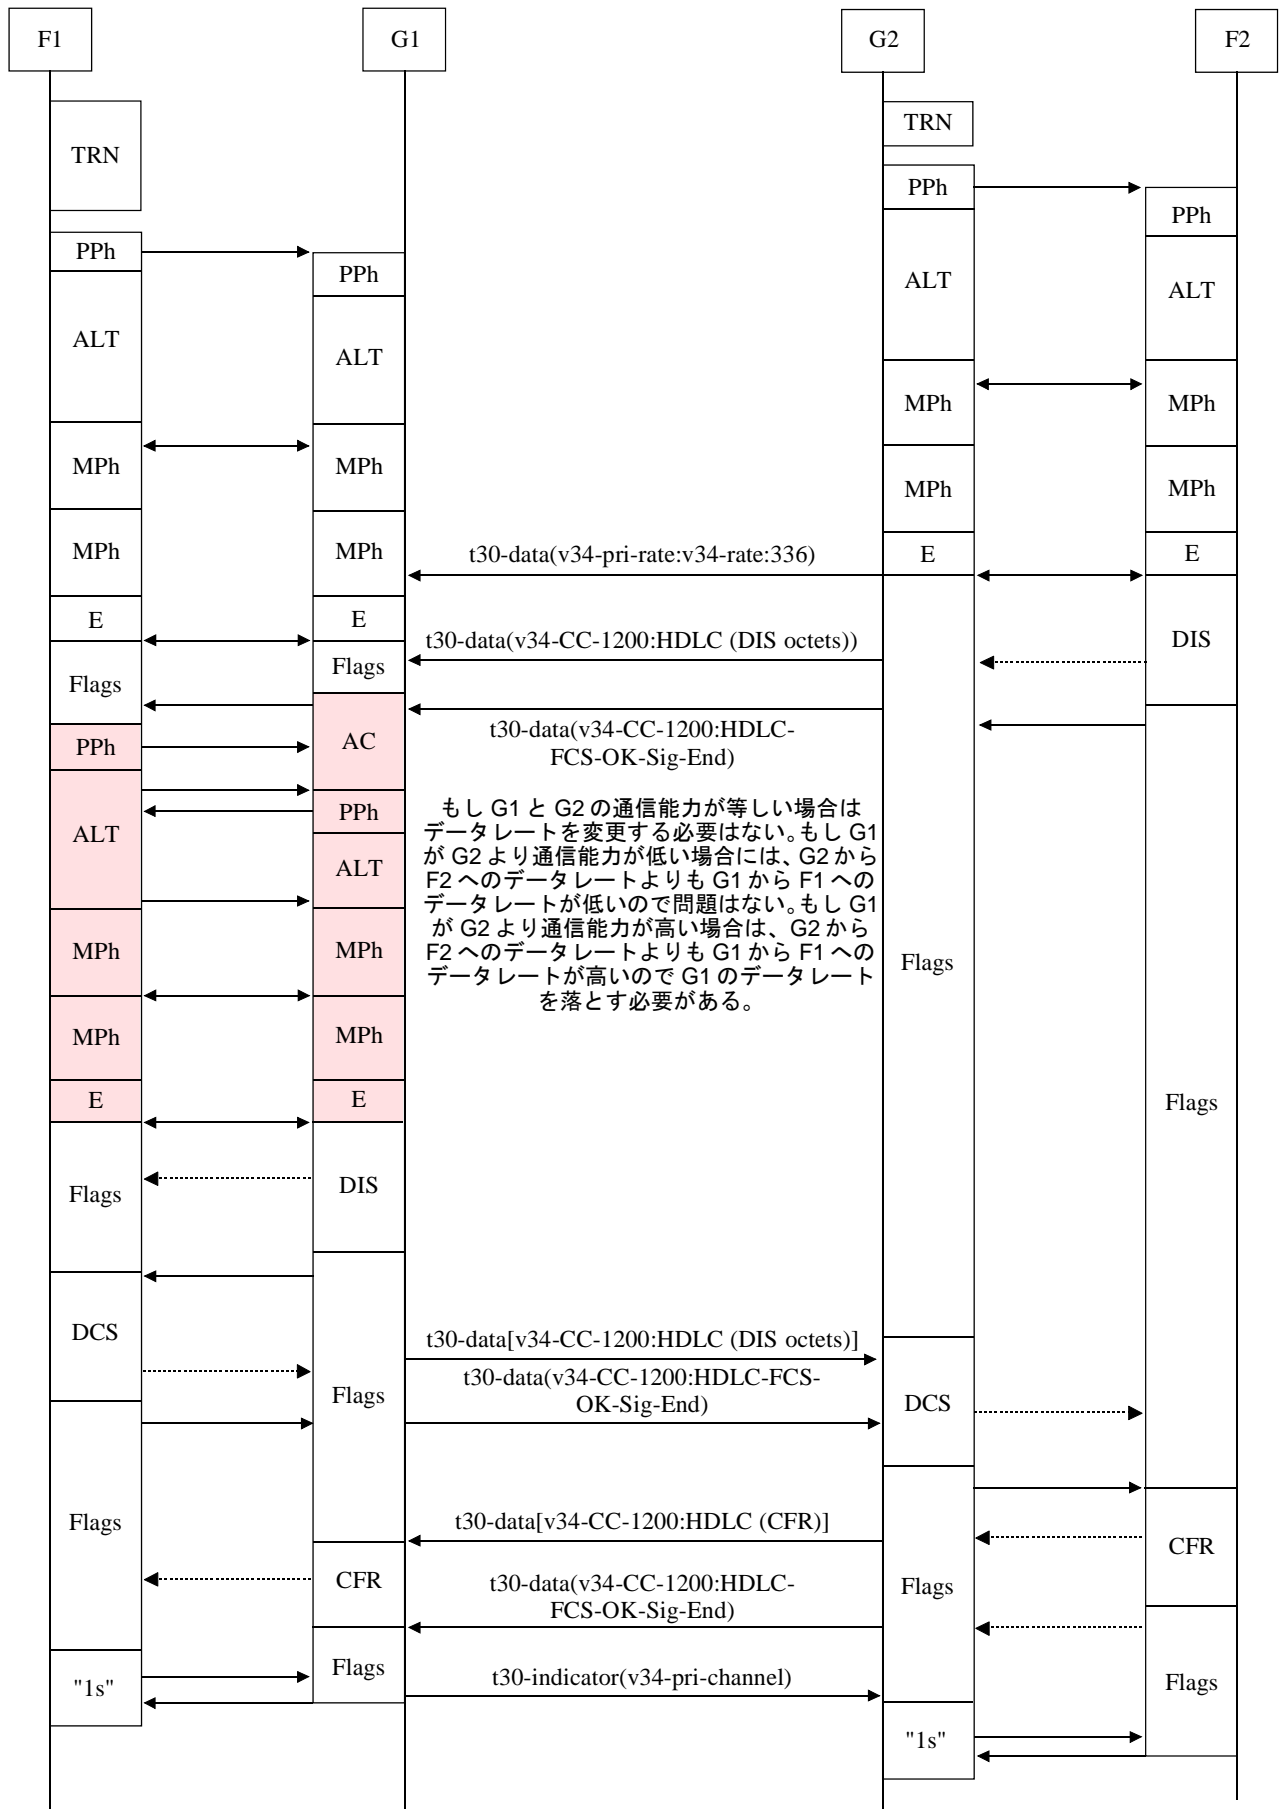 F1
G1
G2
F2
TRN
TRN
PPh
PPh
PPh
PPh
ALT
ALT
ALT
ALT
MPh
MPh
MPh
MPh
MPh
MPh
MPh
MPh
t30-data(v34-pri-rate:v34-rate:336)
E
E
E
E
t30-data(v34-CC-1200:HDLC (DIS octets))
DIS
Flags
Flags
t30-data(v34-CC-1200:HDLC-
FCS-OK-Sig-End)
PPh
AC
PPh
ALT
ALT
もし G1 と G2 の通信能力が等しい場合は
データレートを変更する必要はない。もし G1
が G2 より通信能力が低い場合には、G2 から
F2 へのデータレートよりも G1 から F1 への
データレートが低いので問題はない。もし G1
が G2 より通信能力が高い場合は、G2 から
F2 へのデータレートよりも G1 から F1 への
データレートが高いので G1 のデータレート
を落とす必要がある。
MPh
MPh
Flags
MPh
MPh
E
E
Flags
Flags
DIS
DCS
t30-data[v34-CC-1200:HDLC (DIS octets)]
t30-data(v34-CC-1200:HDLC-FCS-
OK-Sig-End)
Flags
DCS
Flags
t30-data[v34-CC-1200:HDLC (CFR)]
CFR
CFR
t30-data(v34-CC-1200:HDLC-
FCS-OK-Sig-End)
Flags
Flags
t30-indicator(v34-pri-channel)
"1s"
Flags
"1s"